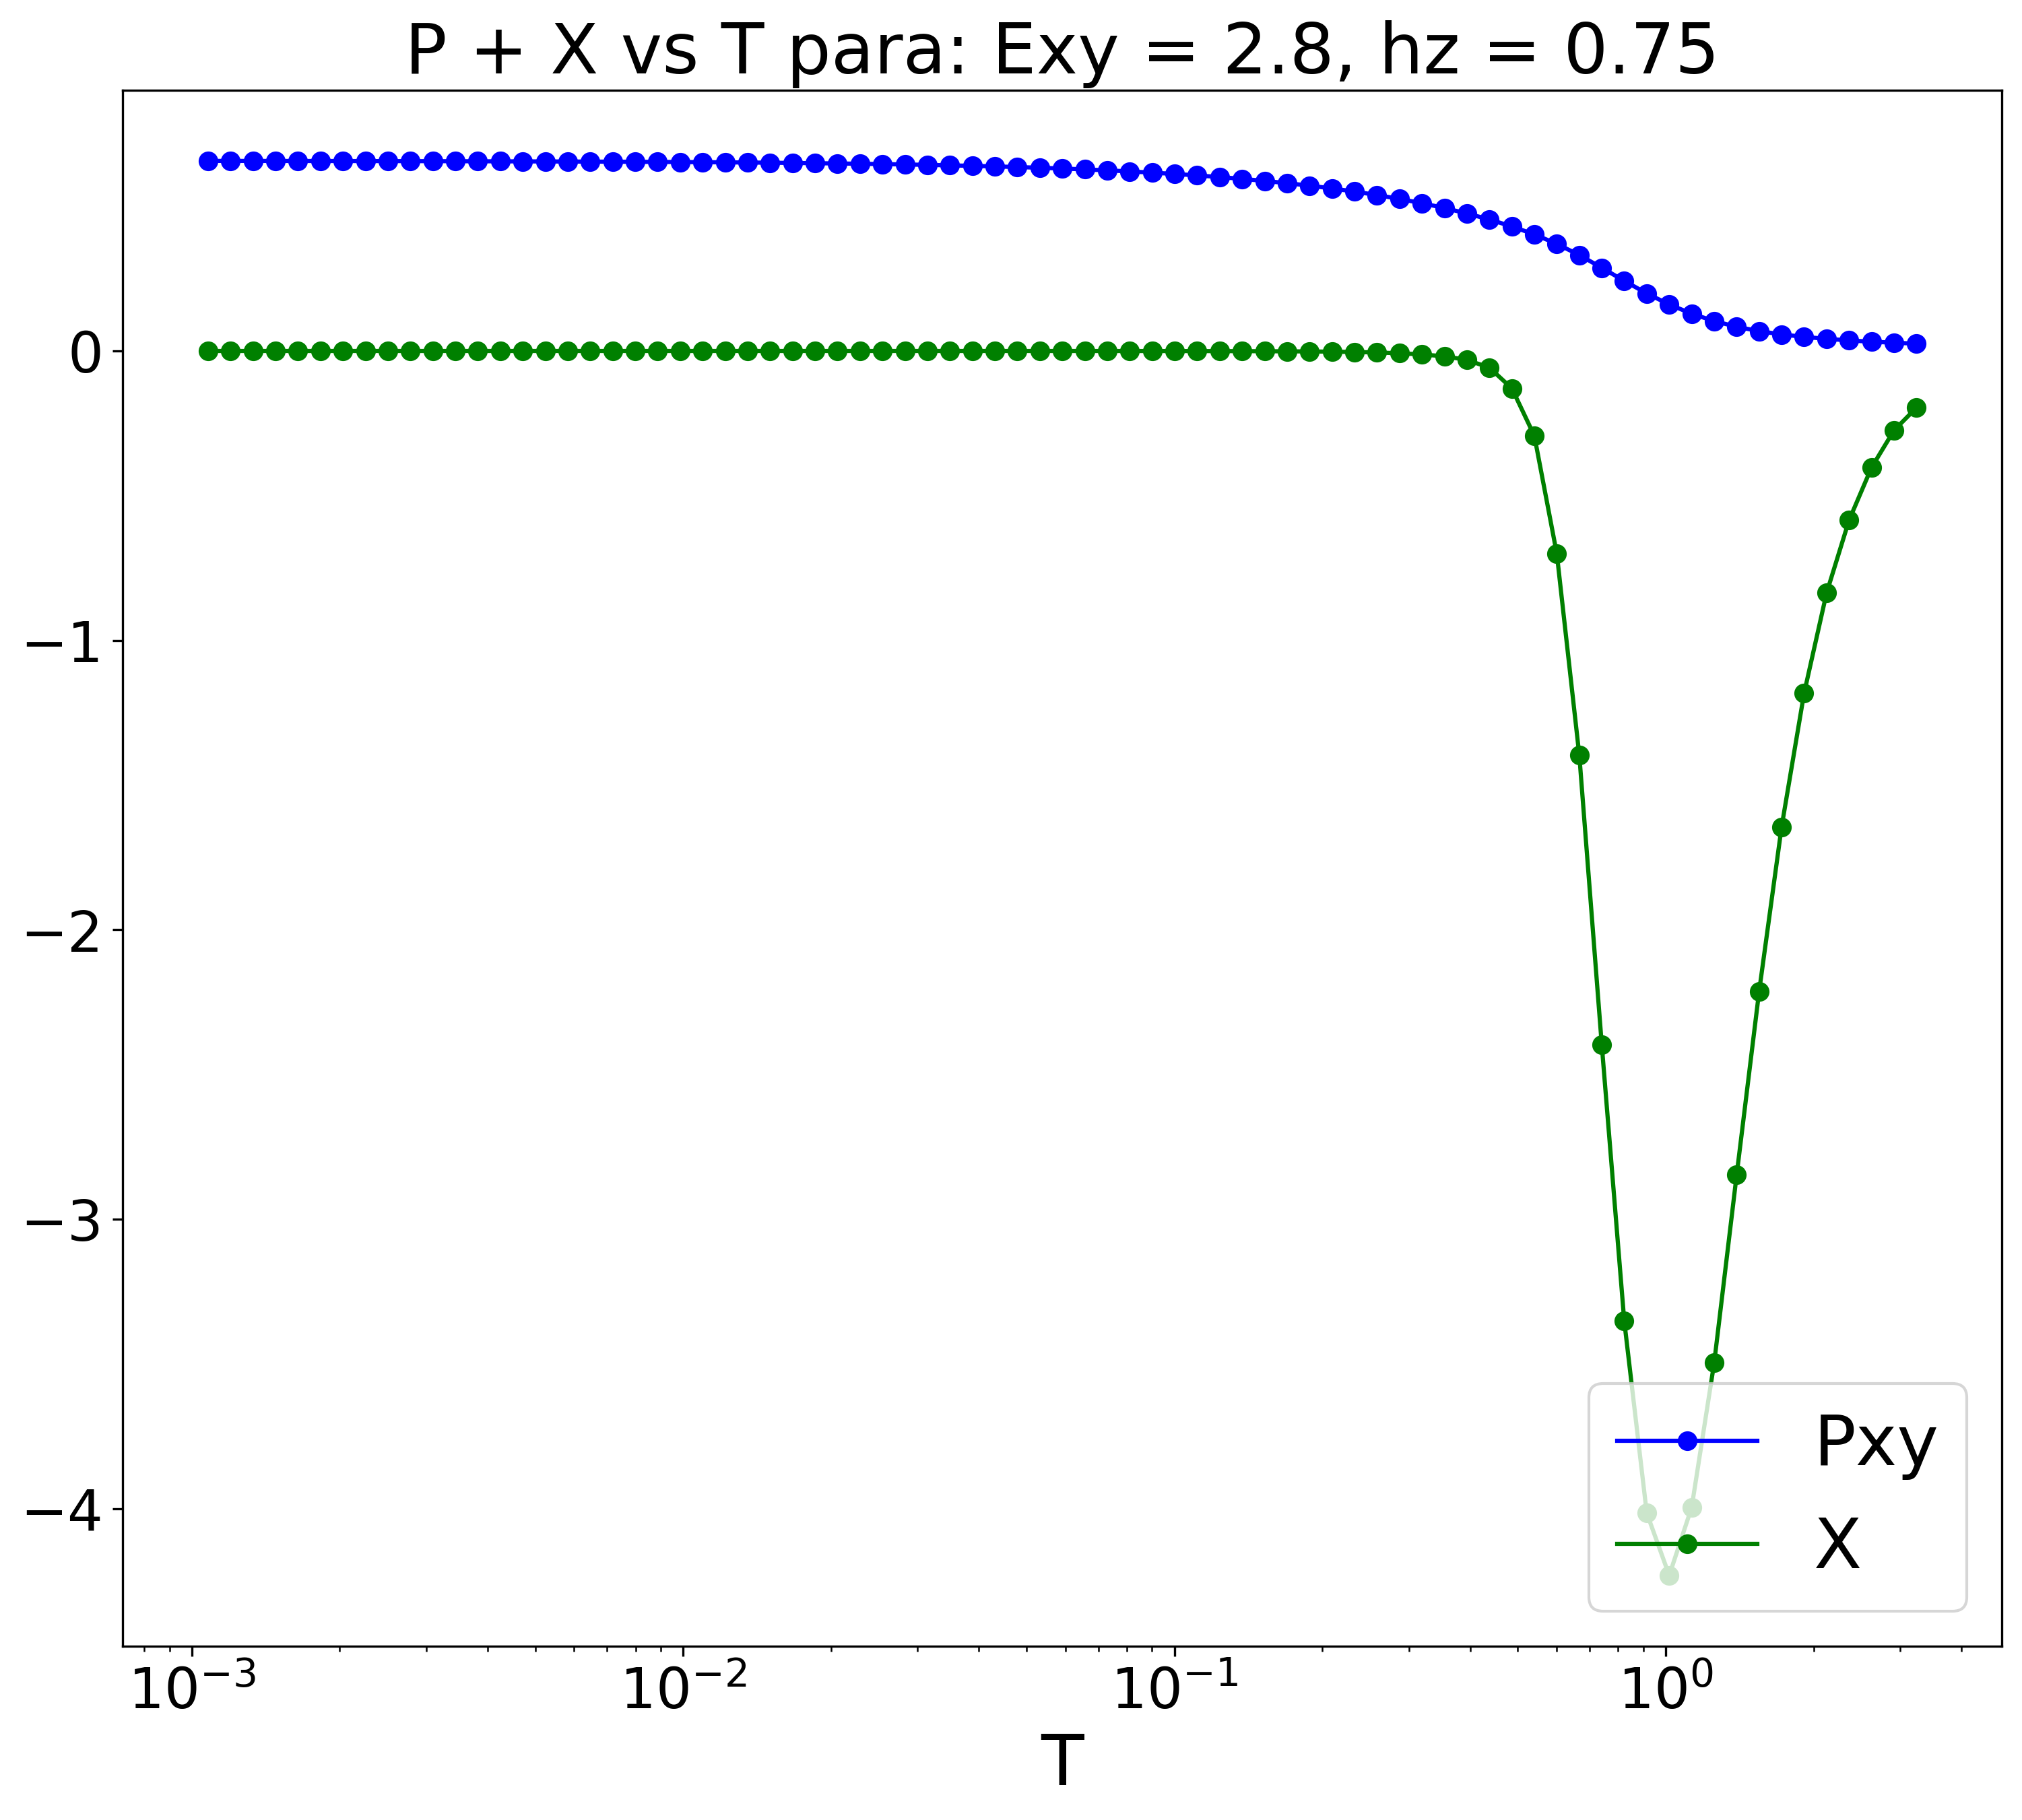 P + X vs T para: Exy = 2.8, hz = 0.75
0
−1
−2
−3
−4
Pxy
X
10⁻³ 10⁻² 10⁻¹ 10⁰
T